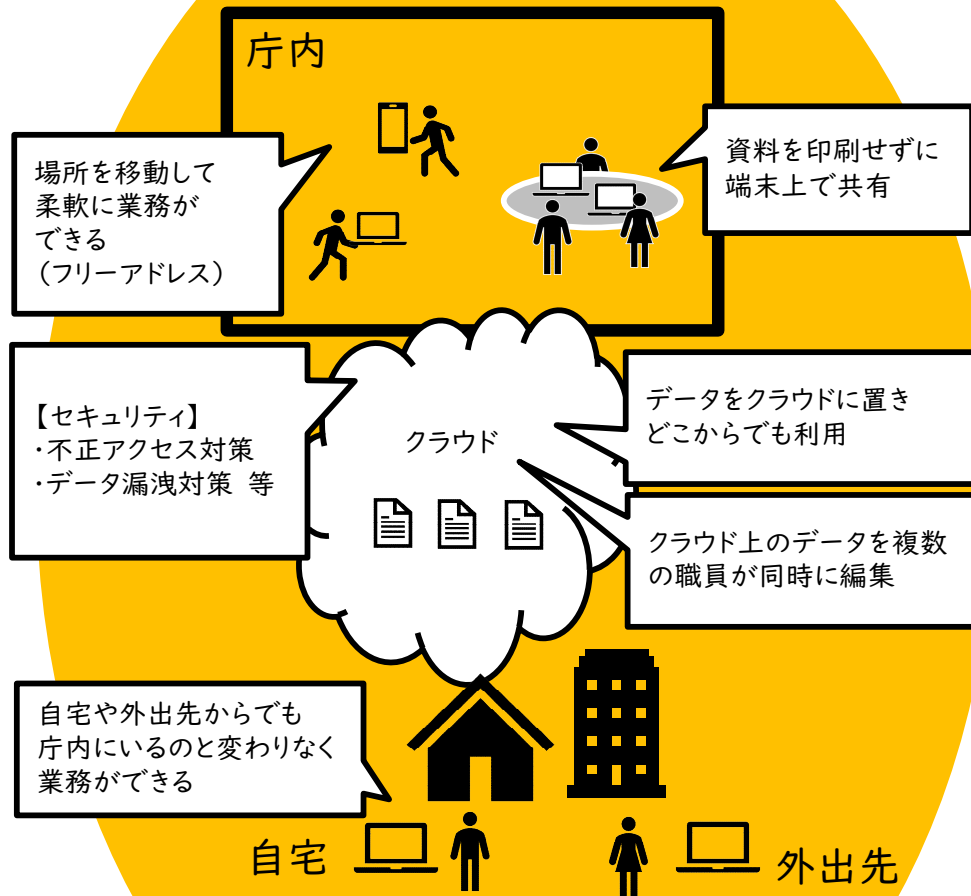 庁内
場所を移動して
柔軟に業務が
できる
（フリーアドレス）
資料を印刷せずに
端末上で共有
【セキュリティ】
・不正アクセス対策
・データ漏洩対策 等
クラウド
データをクラウドに置き
どこからでも利用
クラウド上のデータを複数
の職員が同時に編集
自宅や外出先からでも
庁内にいるのと変わりなく
業務ができる
自宅
外出先